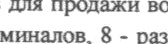 для продажи во
миналов, 8 - раз